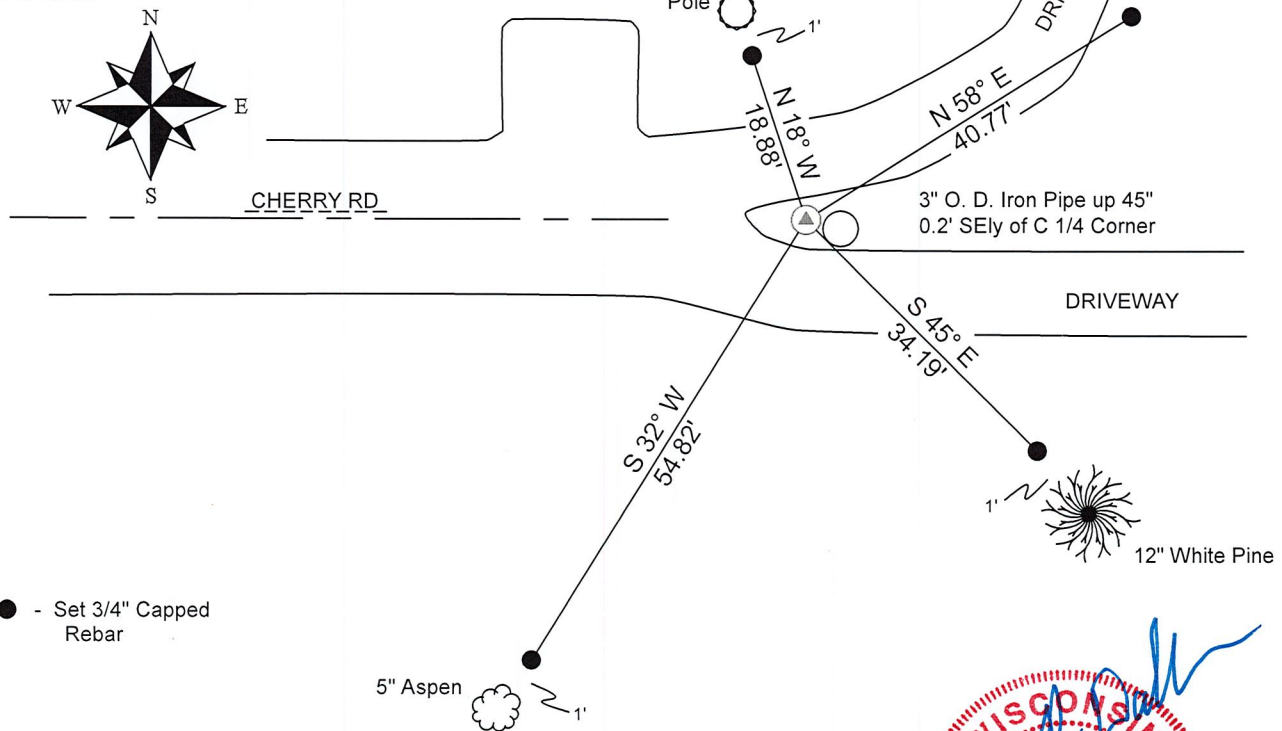 Pole
1'
N
W
E
S
N 18° W
18.88'
N 58° E
40.77'
CHERRY RD
3" O. D. Iron Pipe up 45"
0.2' SEly of C 1/4 Corner
DRIVEWAY
S 45° E
34.19'
S 32° W
54.82'
1'
12" White Pine
- Set 3/4" Capped
Rebar
5" Aspen
1'